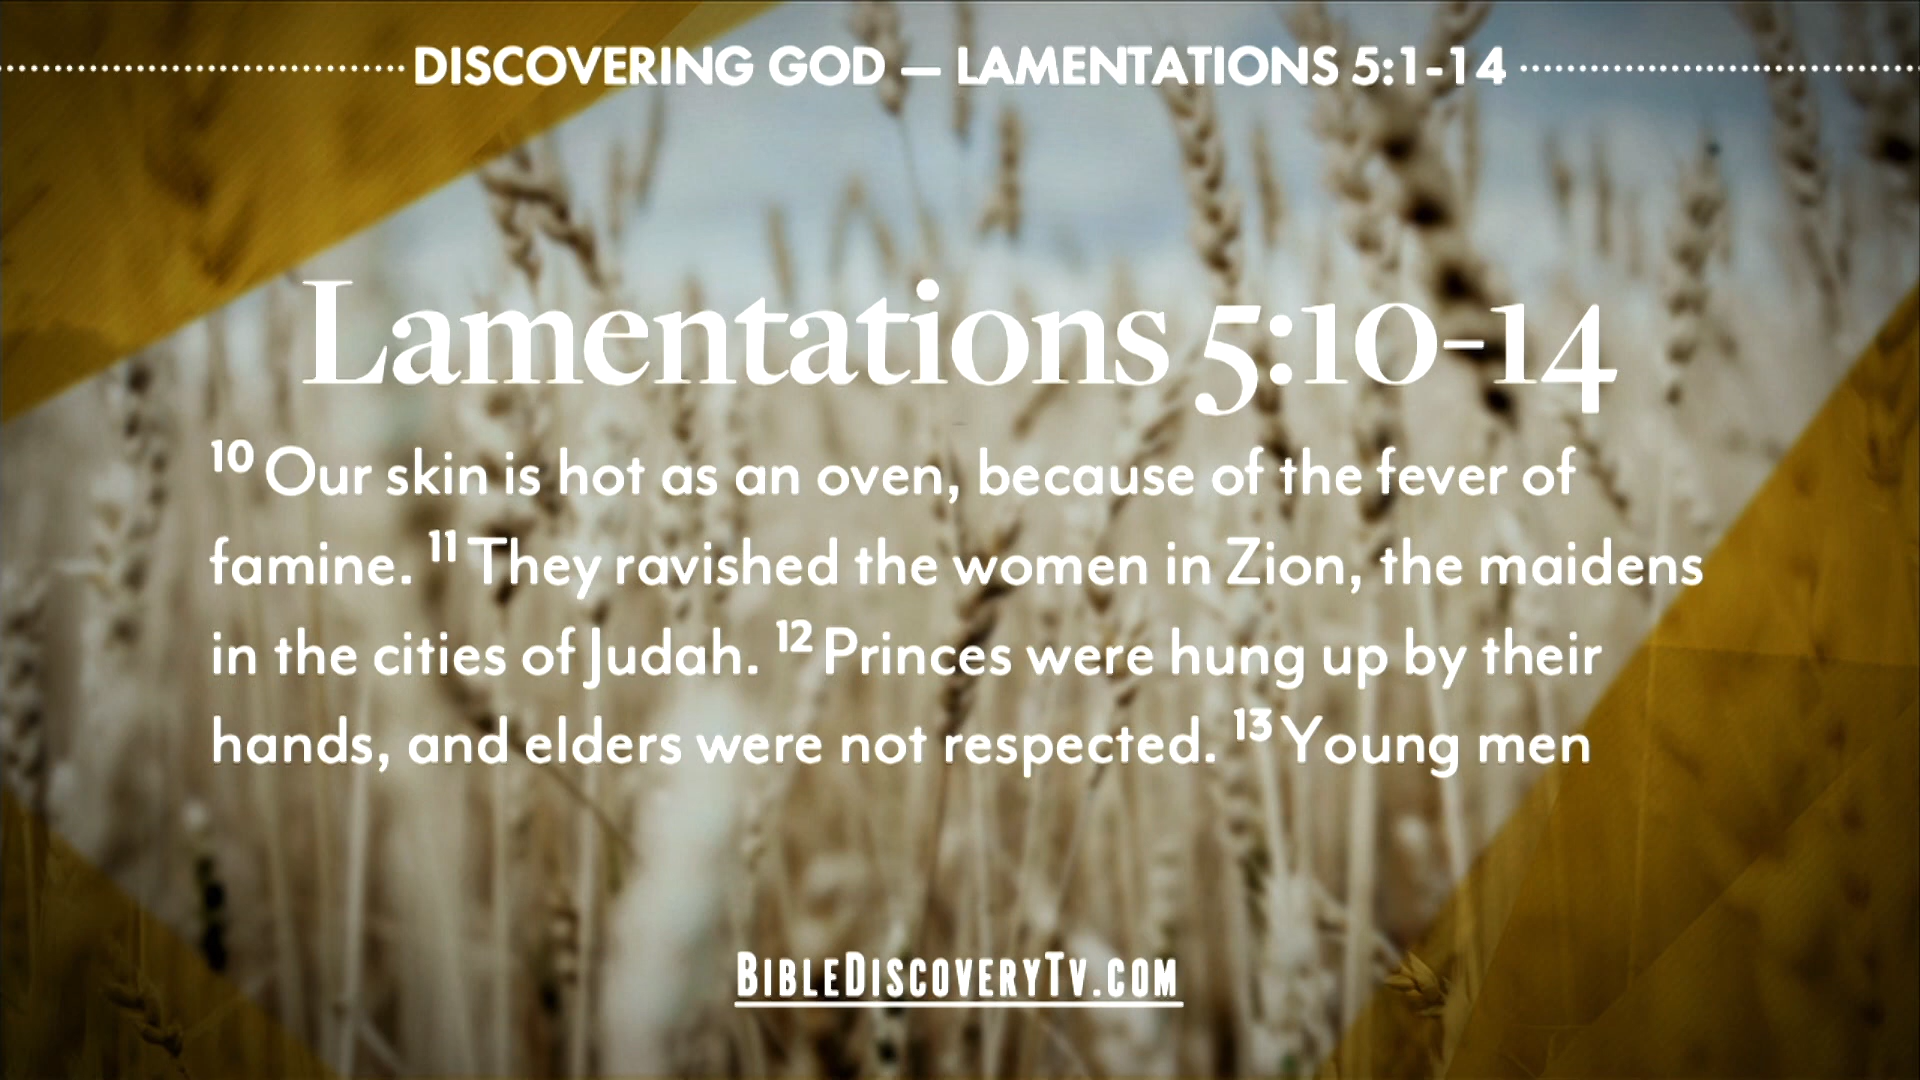 DISCOVERING GOD — LAMENTATIONS 5:1-14
Lamentations 5:10-14
10 Our skin is hot as an oven, because of the fever of
famine. 11 They ravished the women in Zion, the maidens
in the cities of Judah. 12 Princes were hung up by their
hands, and elders were not respected. 13 Young men
BIBLEDISCOVERYTV.COM